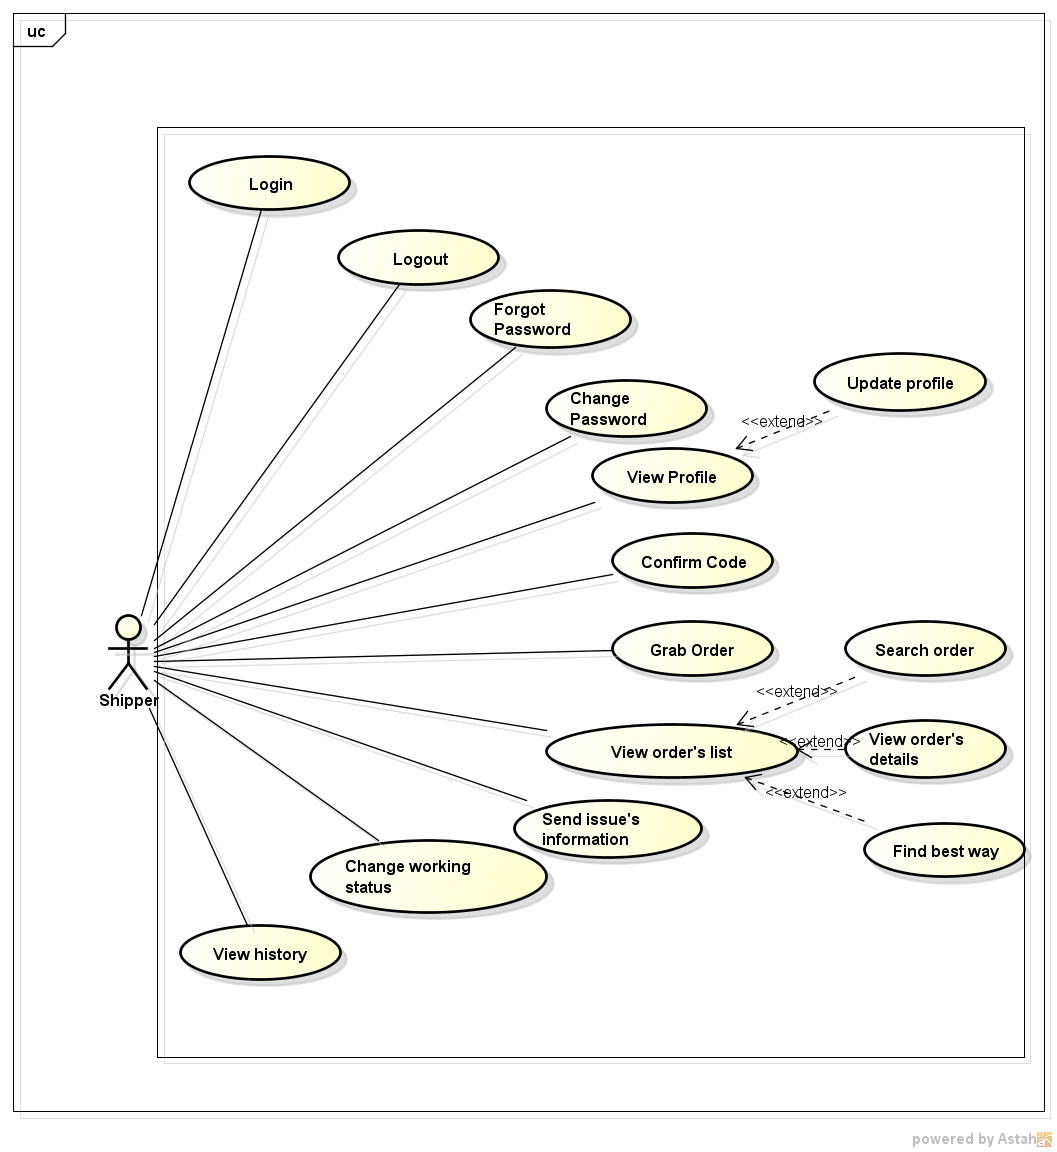 uc
Login
Logout
Forgot
Password
Change
Password
Update profile
<<extend>>
View Profile
Confirm Code
Grab Order
Search order
<<extend>>
Shipper
View order's list
<<extend>>
View order's
details
<<extend>>
Send issue's
information
Find best way
Change working
status
View history
powered by Astah